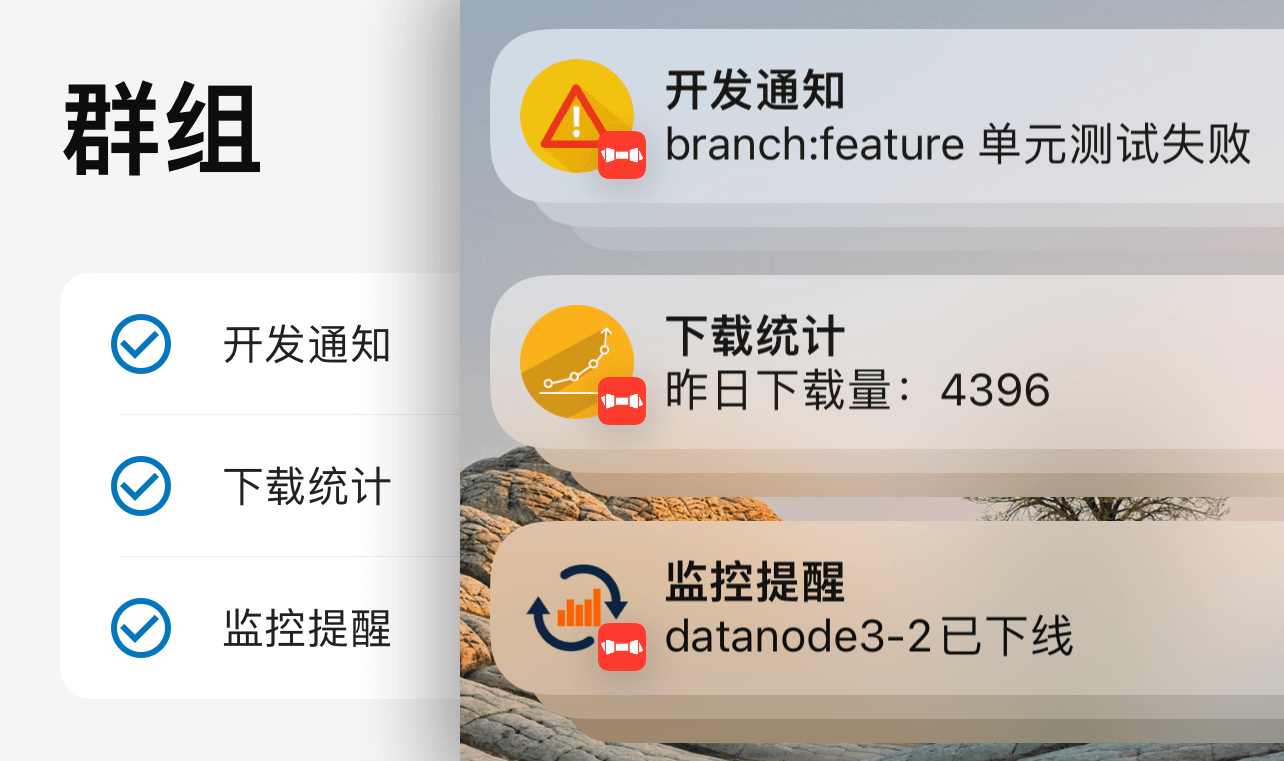 群组
开发通知
下载统计
监控提醒
开发通知
branch:feature 单元测试失败
下载统计
昨日下载量：4396
监控提醒
datanode3-2已下线